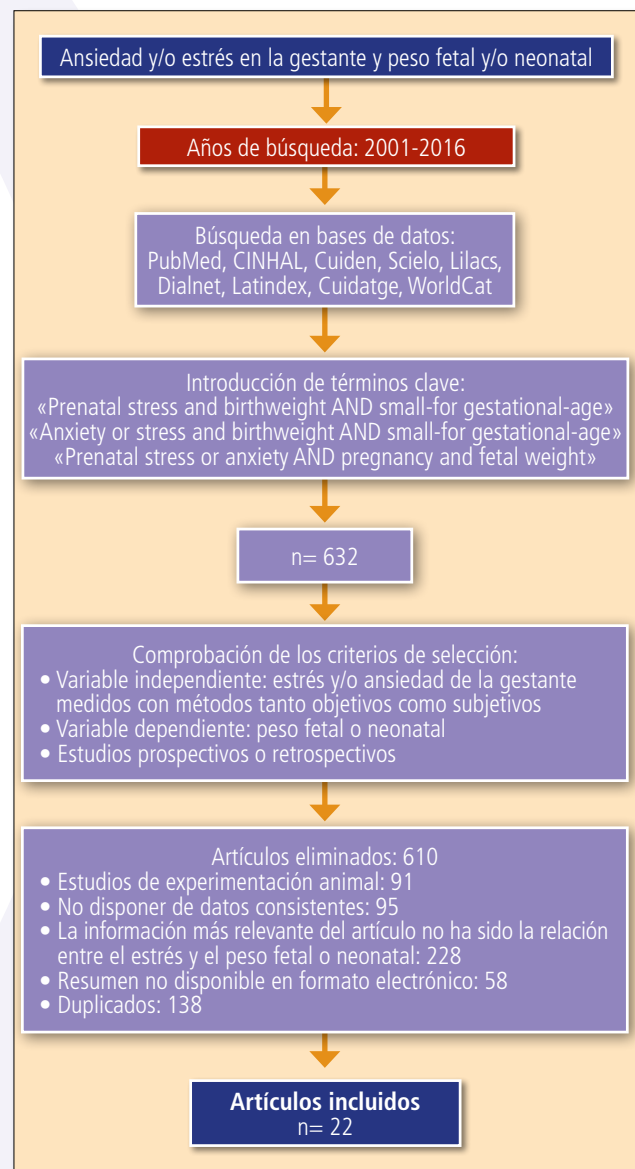 Ansiedad y/o estrés en la gestante y peso fetal y/o neonatal
Años de búsqueda: 2001-2016
Búsqueda en bases de datos:
PubMed, CINHAL, Cuiden, Scielo, Lilacs,
Dialnet, Latindex, Cuidatge, WorldCat
Introducción de términos clave:
«Prenatal stress and birthweight AND small-for gestational-age»
«Anxiety or stress and birthweight AND small-for gestational-age»
«Prenatal stress or anxiety AND pregnancy and fetal weight»
n= 632
Comprobación de los criterios de selección:
• Variable independiente: estrés y/o ansiedad de la gestante
medidos con métodos tanto objetivos como subjetivos
• Variable dependiente: peso fetal o neonatal
• Estudios prospectivos o retrospectivos
Artículos eliminados: 610
• Estudios de experimentación animal: 91
• No disponer de datos consistentes: 95
• La información más relevante del artículo no ha sido la relación
entre el estrés y el peso fetal o neonatal: 228
• Resumen no disponible en formato electrónico: 58
• Duplicados: 138
Artículos incluidos
n= 22